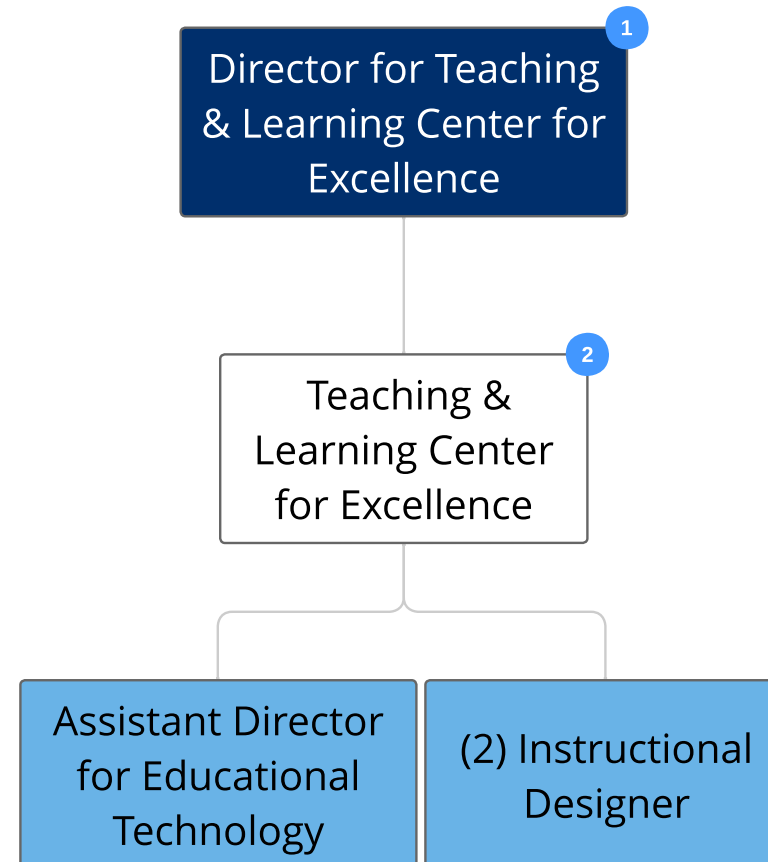 1
Director for Teaching
& Learning Center for
Excellence
2
Teaching &
Learning Center
for Excellence
Assistant Director
for Educational
Technology
(2) Instructional
Designer